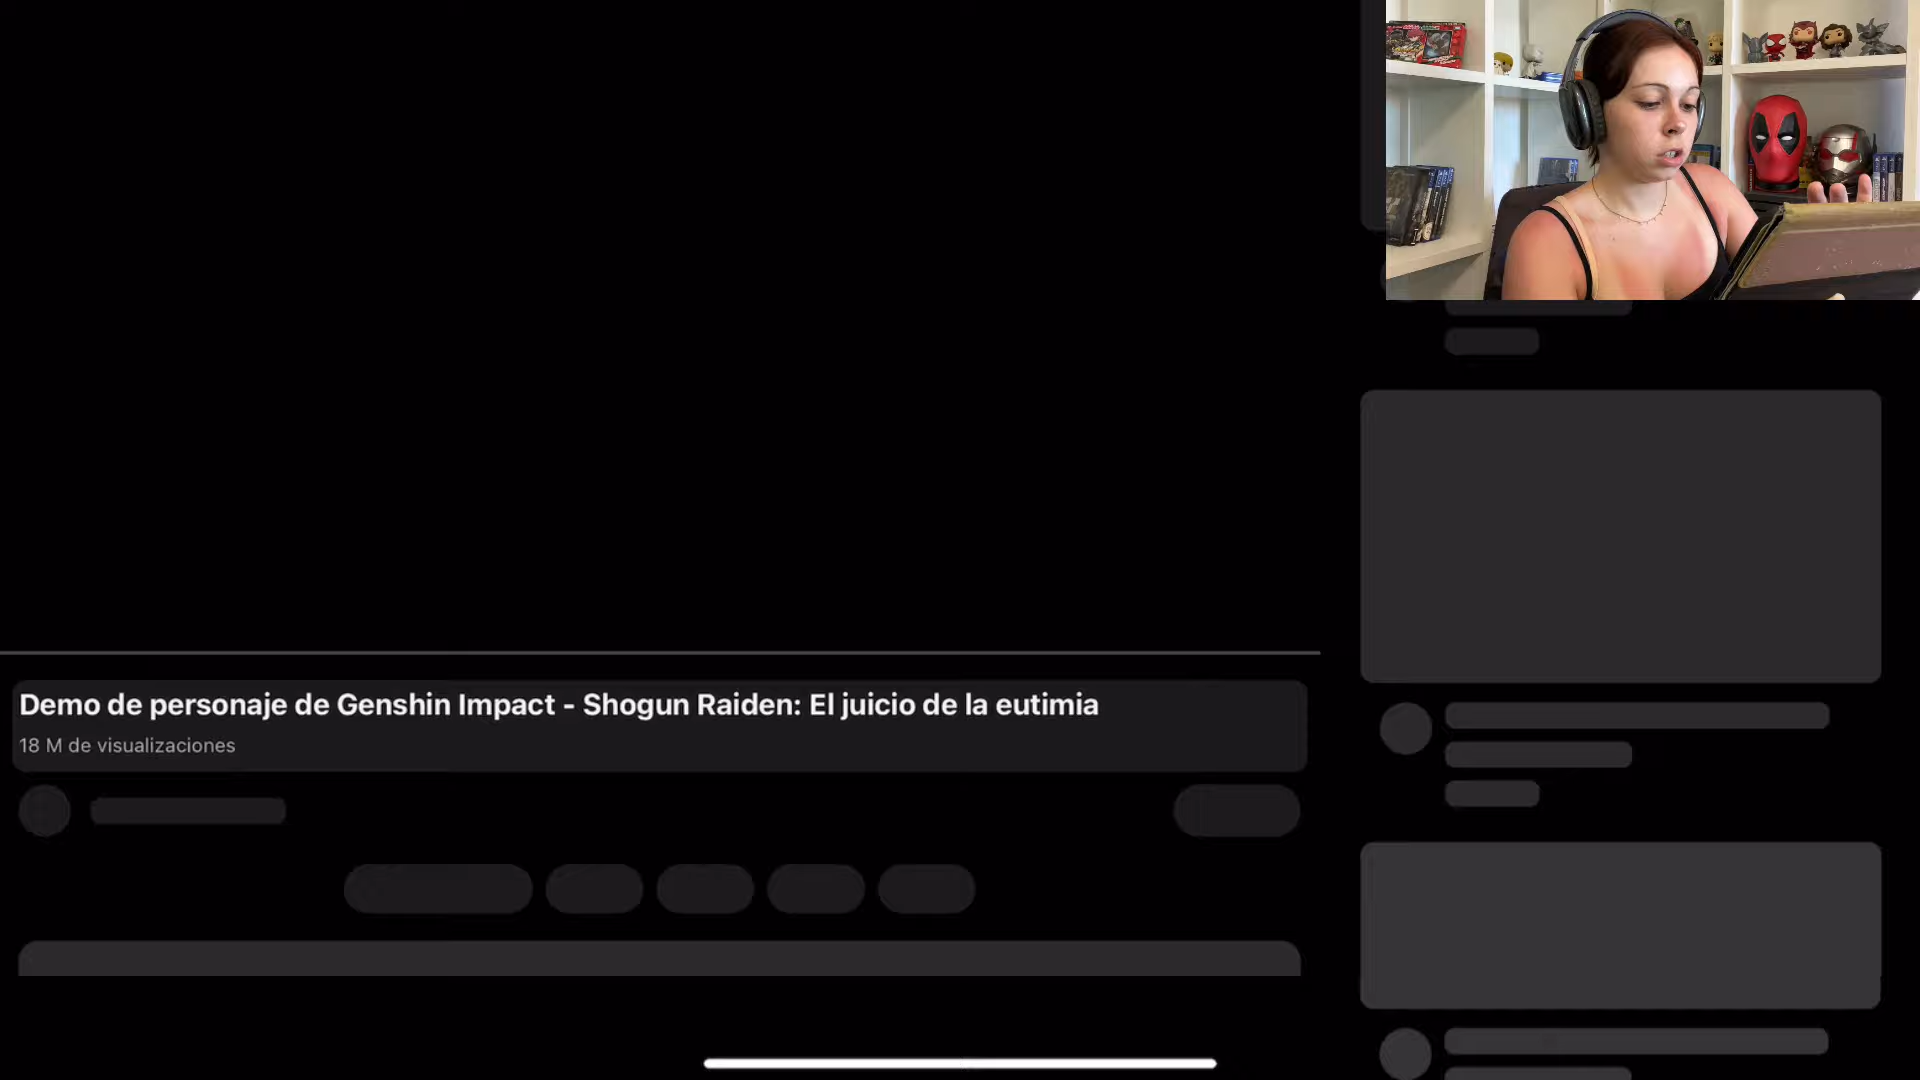 Demo de personaje de Genshin Impact - Shogun Raiden: El juicio de la eutimia
18 M de visualizaciones